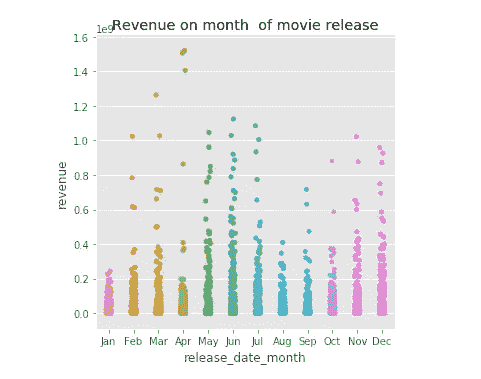 Revenue on month  of movie release
1e9
1.6
1.4
1.2
1.0
0.8
0.6
0.4
0.2
0.0
revenue
Jan Feb Mar Apr May Jun Jul Aug Sep Oct Nov Dec
release_date_month